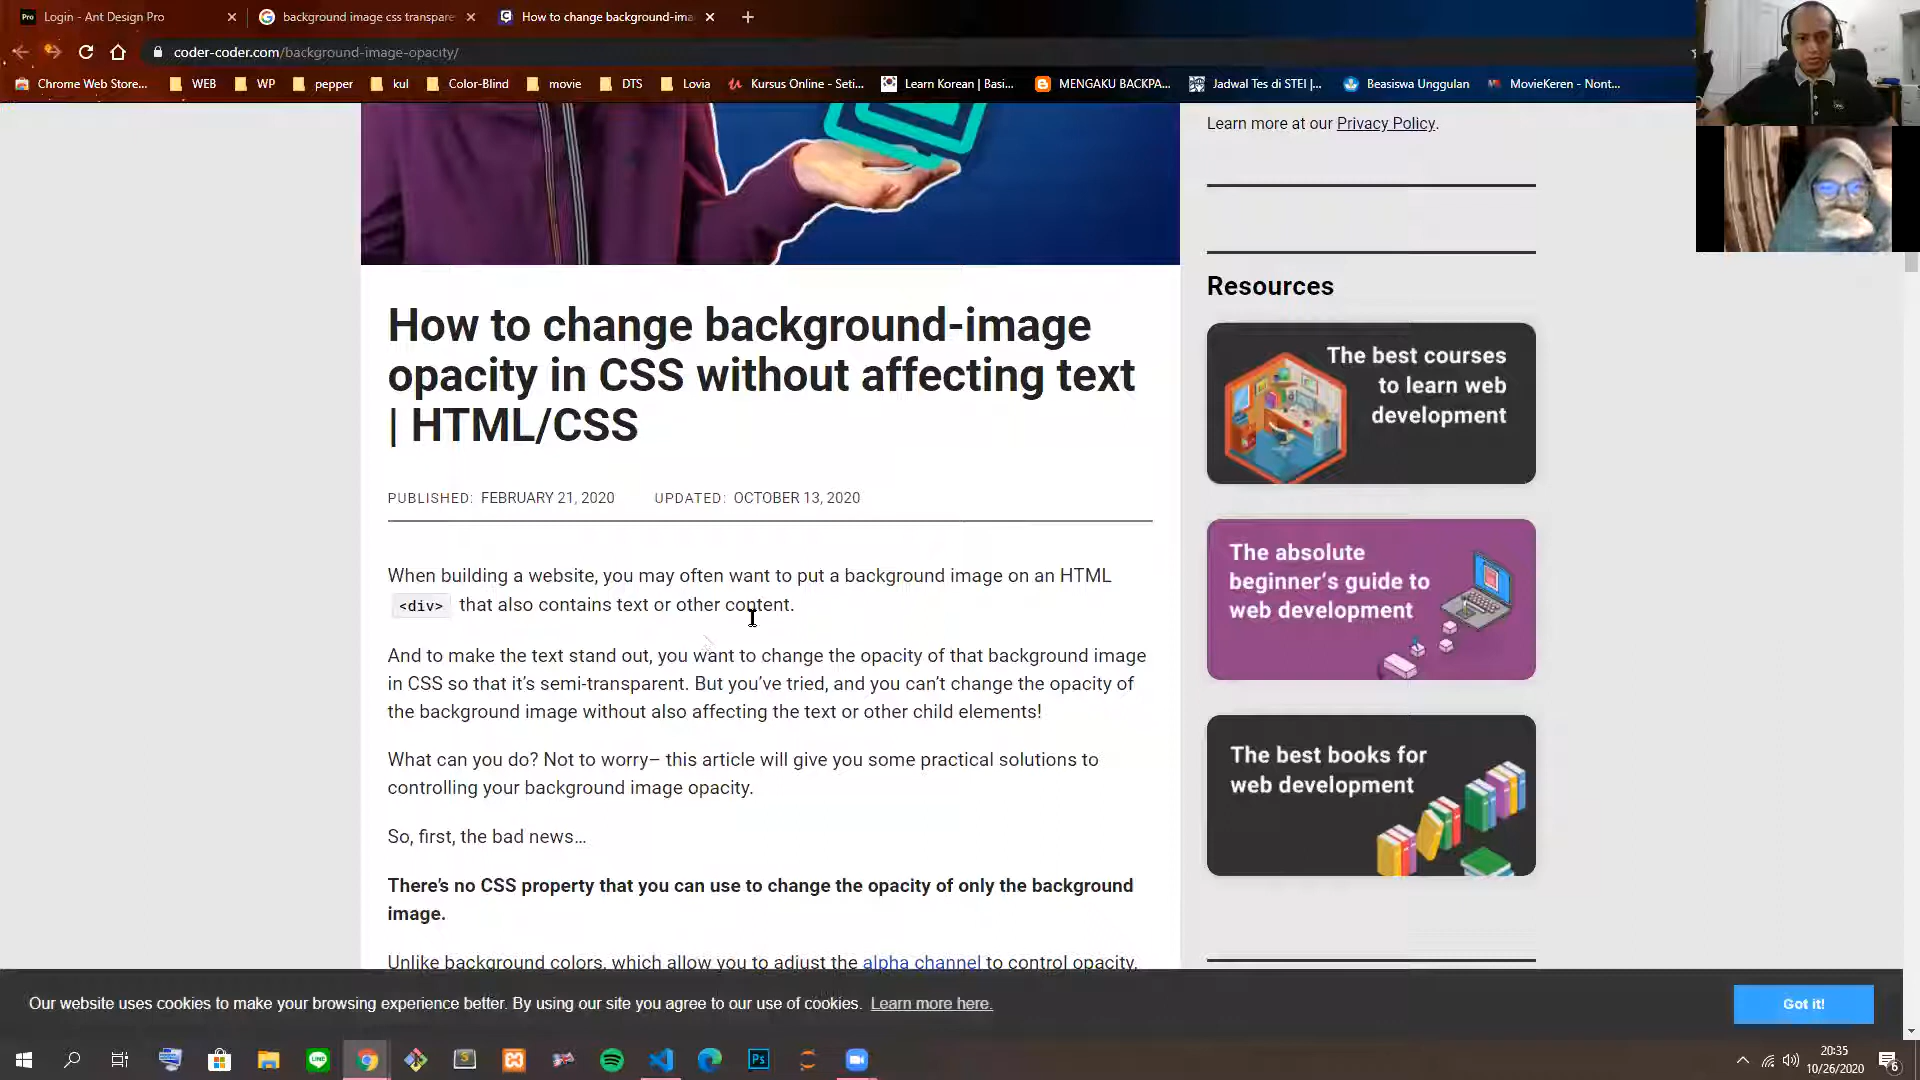 Pro Login - Ant Design Pro
background image css transpare
How to change background-ima
coder-coder.com/background-image-opacity/
Chrome Web Store...
WEB
WP
pepper
kul
Color-Blind
movie
DTS
Lovia
Kursus Online - Seti...
Learn Korean | Basi...
MENGAKU BACKPA...
Jadwal Tes di STEI |...
Beasiswa Unggulan
MovieKeren - Nont...
Learn more at our Privacy Policy.
How to change background-image
opacity in CSS without affecting text
| HTML/CSS
PUBLISHED: FEBRUARY 21, 2020 UPDATED: OCTOBER 13, 2020
When building a website, you may often want to put a background image on an HTML
<div> that also contains text or other content.
And to make the text stand out, you want to change the opacity of that background image
in CSS so that it’s semi-transparent. But you’ve tried, and you can’t change the opacity of
the background image without also affecting the text or other child elements!
What can you do? Not to worry– this article will give you some practical solutions to
controlling your background image opacity.
So, first, the bad news…
There’s no CSS property that you can use to change the opacity of only the background
image.
Unlike background colors, which allow you to adjust the alpha channel to control opacity,
Resources
The best courses
to learn web
development
The absolute
beginner’s guide to
web development
The best books for
web development
Our website uses cookies to make your browsing experience better. By using our site you agree to our use of cookies. Learn more here.
Got it!
S
Ps
20:35
10/26/2020
6